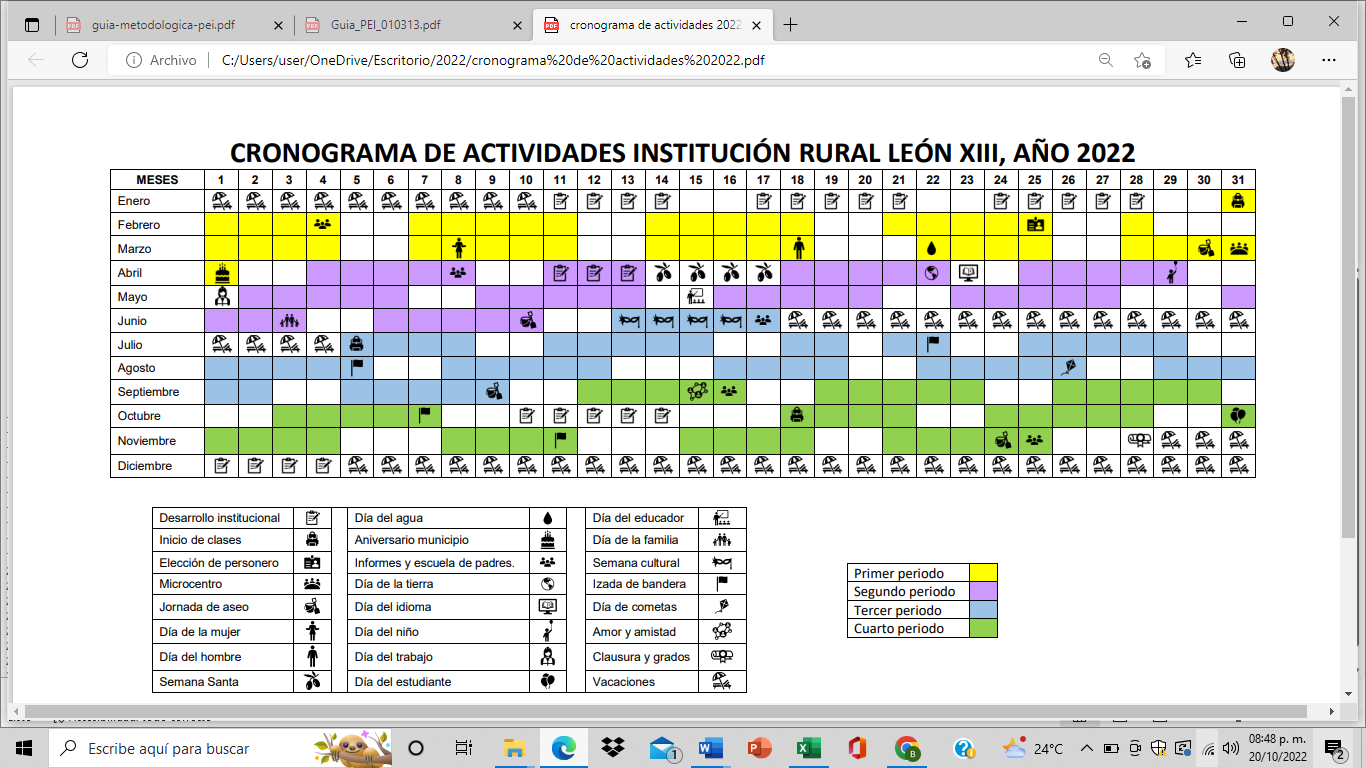 guia-metodologica-pei.pdf
Guia_PEI_010313.pdf
cronograma de actividades 2022
Archivo
C:/Users/user/OneDrive/Escritorio/2022/cronograma%20de%20actividades%202022.pdf
CRONOGRAMA DE ACTIVIDADES INSTITUCIÓN RURAL LEÓN XIII, AÑO 2022
MESES 1 2 3 4 5 6 7 8 9 10 11 12 13 14 15 16 17 18 19 20 21 22 23 24 25 26 27 28 29 30 31
Enero
Febrero
Marzo
Abril
Mayo
Junio
Julio
Agosto
Septiembre
Octubre
Noviembre
Diciembre
Desarrollo institucional Día del agua Día del educador
Inicio de clases Aniversario municipio Día de la familia
Elección de personero Informes y escuela de padres. Semana cultural
Microcentro Día de la tierra Izada de bandera
Jornada de aseo Día del idioma Día de cometas
Día de la mujer Día del niño Amor y amistad
Día del hombre Día del trabajo Clausura y grados
Semana Santa Día del estudiante Vacaciones
Primer periodo
Segundo periodo
Tercer periodo
Cuarto periodo
Escribe aquí para buscar
24°C
08:48 p. m.
20/10/2022